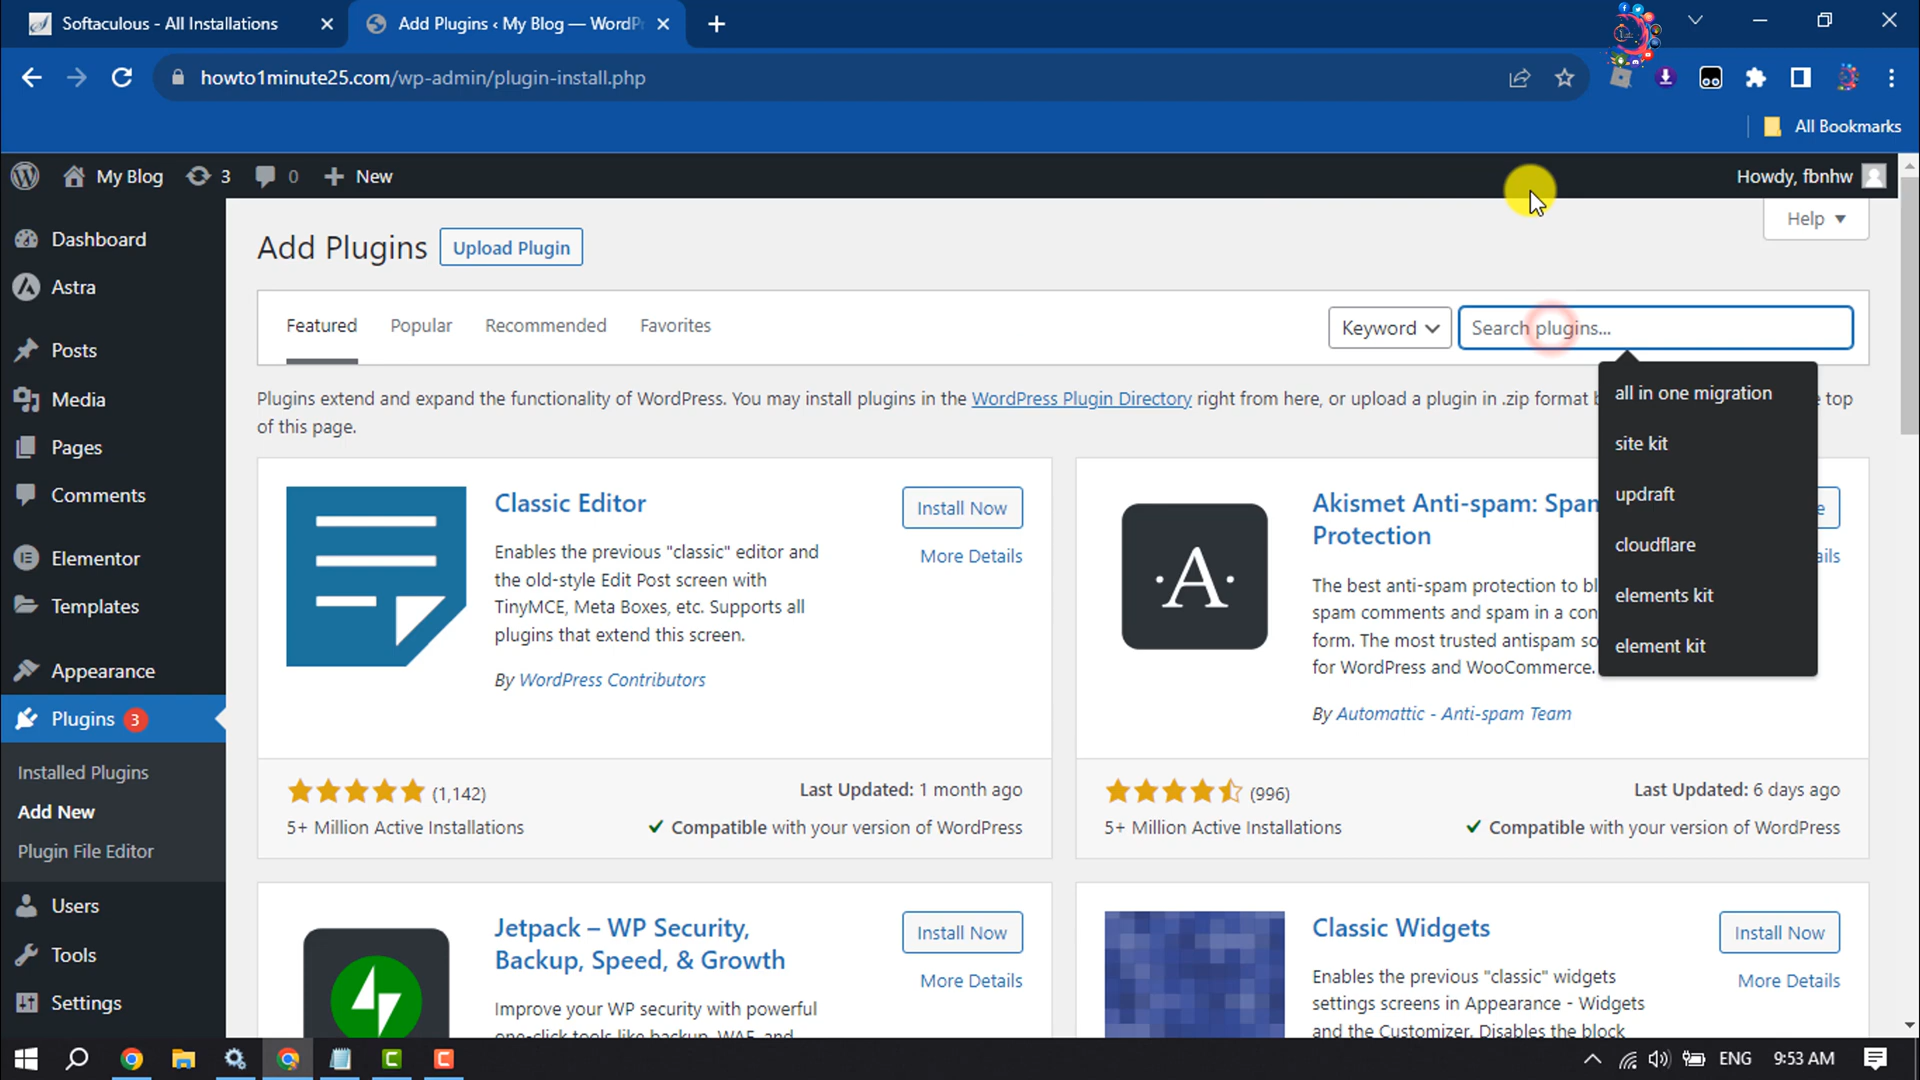 Softaculous - All Installations
Add Plugins ‹ My Blog — WordPr
howto1minute25.com/wp-admin/plugin-install.php
All Bookmarks
My Blog
3
0
New
Howdy, fbnhw
Help
Dashboard
Astra
Posts
Media
Pages
Comments
Elementor
Templates
Appearance
Plugins 3
Installed Plugins
Add New
Plugin File Editor
Users
Tools
Settings
Add Plugins
Upload Plugin
Featured
Popular
Recommended
Favorites
Keyword
Search plugins...
all in one migration
site kit
updraft
cloudflare
elements kit
element kit
Plugins extend and expand the functionality of WordPress. You may install plugins in the WordPress Plugin Directory right from here, or upload a plugin in .zip format b e top
of this page.
Classic Editor
Install Now
More Details
Enables the previous "classic" editor and
the old-style Edit Post screen with
TinyMCE, Meta Boxes, etc. Supports all
plugins that extend this screen.
By WordPress Contributors
(1,142)
5+ Million Active Installations
Last Updated: 1 month ago
Compatible with your version of WordPress
·A·
Akismet Anti-spam: Spam
Protection
e
ails
The best anti-spam protection to bl
spam comments and spam in a con
form. The most trusted antispam so
for WordPress and WooCommerce.
By Automattic - Anti-spam Team
(996)
5+ Million Active Installations
Last Updated: 6 days ago
Compatible with your version of WordPress
Jetpack – WP Security,
Backup, Speed, & Growth
Install Now
More Details
Improve your WP security with powerful
one-click tools like backup, WAF, and
Classic Widgets
Install Now
More Details
Enables the previous "classic" widgets
settings screens in Appearance - Widgets
and the Customizer. Disables the block
ENG
9:53 AM